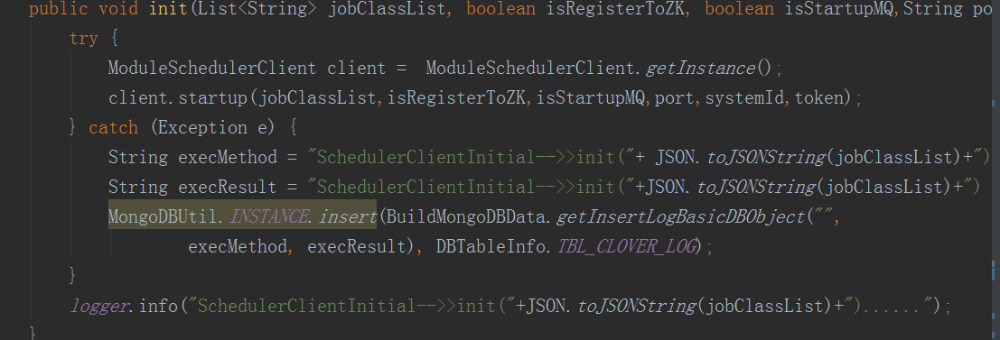 public void init(List<String> jobClassList, boolean isRegisterToZK, boolean isStartupMQ,String po
try {
ModuleSchedulerClient client =  ModuleSchedulerClient.getInstance();
client.startup(jobClassList,isRegisterToZK,isStartupMQ,port,systemId,token);
} catch (Exception e) {
String execMethod = "SchedulerClientInitial-->>init("+ JSON.toJSONString(jobClassList)+")
String execResult = "SchedulerClientInitial-->>init("+JSON.toJSONString(jobClassList)+")
MongoDBUtil.INSTANCE.insert(BuildMongoDBData.getInsertLogBasicDBObject("",
execMethod, execResult), DBTableInfo.TBL_CLOVER_LOG);
}
logger.info("SchedulerClientInitial-->>init("+JSON.toJSONString(jobClassList)+")......");
}